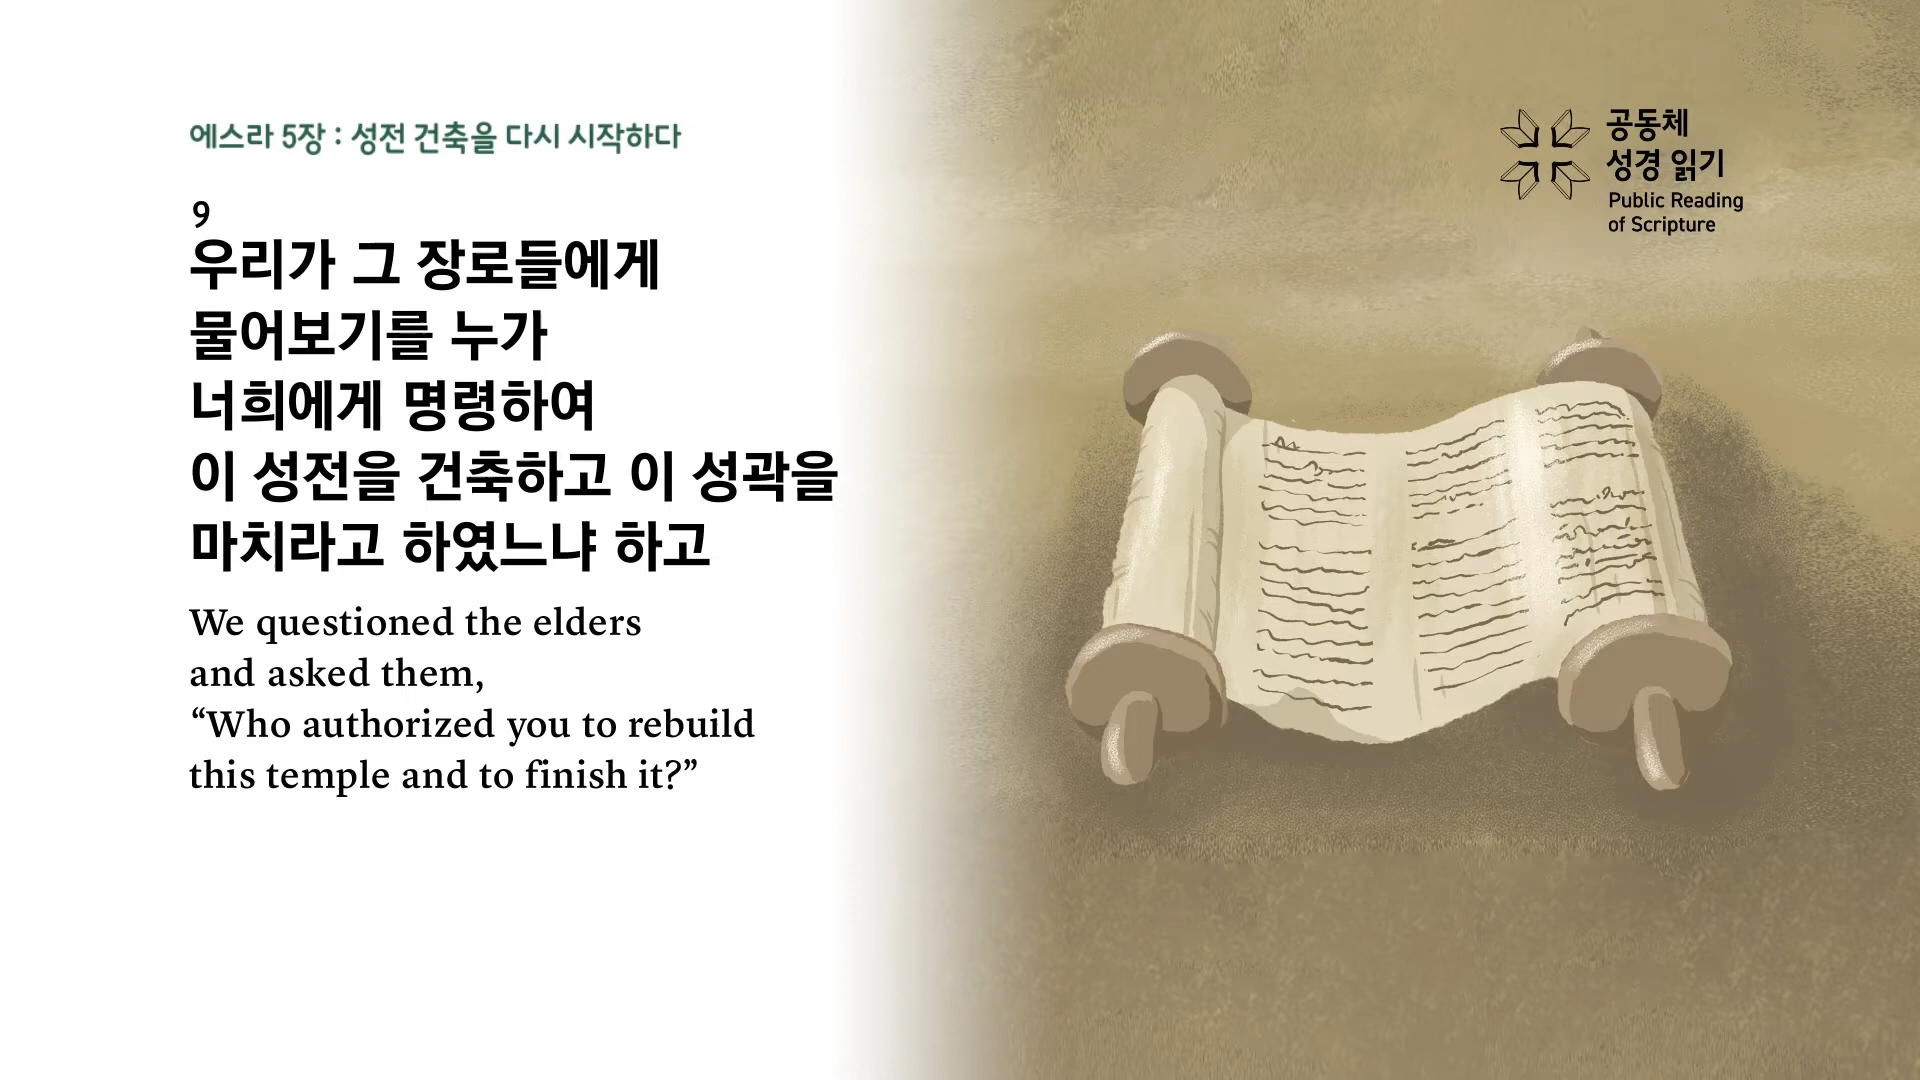 에스라 5장 : 성전 건축을 다시 시작하다
9
우리가 그 장로들에게
물어보기를 누가
너희에게 명령하여
이 성전을 건축하고 이 성곽을
마치라고 하였느냐 하고
We questioned the elders
and asked them,
“Who authorized you to rebuild
this temple and to finish it?”
공동체
성경 읽기
Public Reading
of Scripture